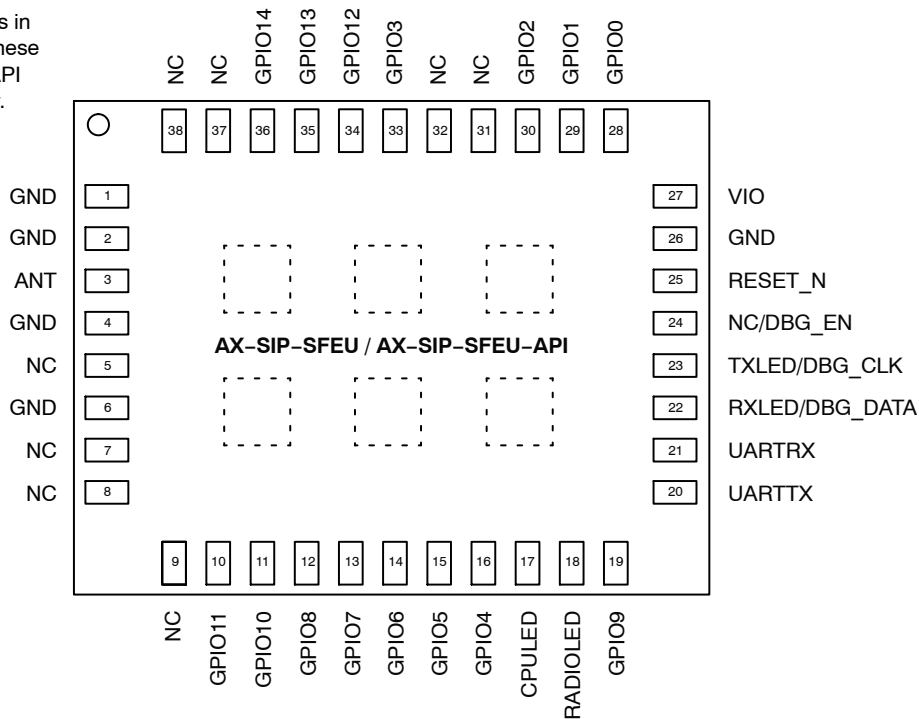 s in
hese
API
NC
NC
GPIO14
GPIO13
GPIO12
GPIO3
NC
NC
GPIO2
GPIO1
GPIO0
38
37
36
35
34
33
32
31
30
29
28
GND 1
27 VIO
GND 2
26 GND
ANT 3
25 RESET_N
GND 4
24 NC/DBG_EN
AX–SIP–SFEU / AX–SIP–SFEU–API
NC 5
23 TXLED/DBG_CLK
GND 6
22 RXLED/DBG_DATA
NC 7
21 UARTRX
NC 8
20 UARTTX
9
10
11
12
13
14
15
16
17
18
19
NC
GPIO11
GPIO10
GPIO8
GPIO7
GPIO6
GPIO5
GPIO4
CPULED
RADIOLED
GPIO9